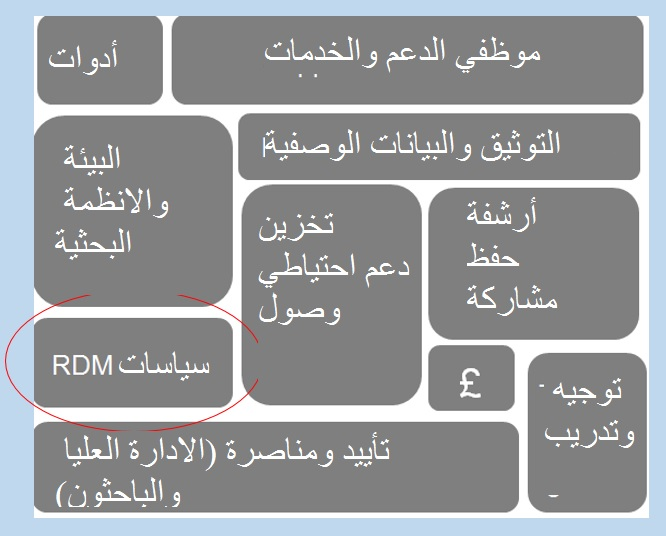 موظفي الدعم والخدمات
أدوات
التوثيق والبيانات الوصفية
البيئة
والانظمة
البحثية
أرشفة
حفظ
مشاركة
تخزين
دعم احتياطي
وصول
سياسات RDM
£
توجيه -
وتدريب
-
تأييد ومناصرة (الادارة العليا
والباحثون)